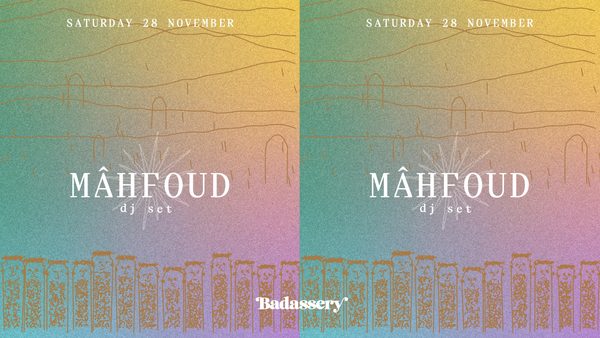 SATURDAY 28 NOVEMBER
MÂHFOUD
dj set
SATURDAY 28 NOVEMBER
MÂHFOUD
dj set
Badassery